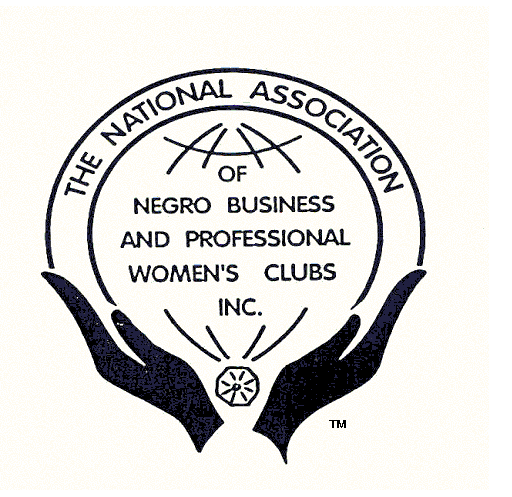 THE NATIONAL ASSOCIATION
OF
NEGRO BUSINESS
AND PROFESSIONAL
WOMEN'S CLUBS
INC.
TM